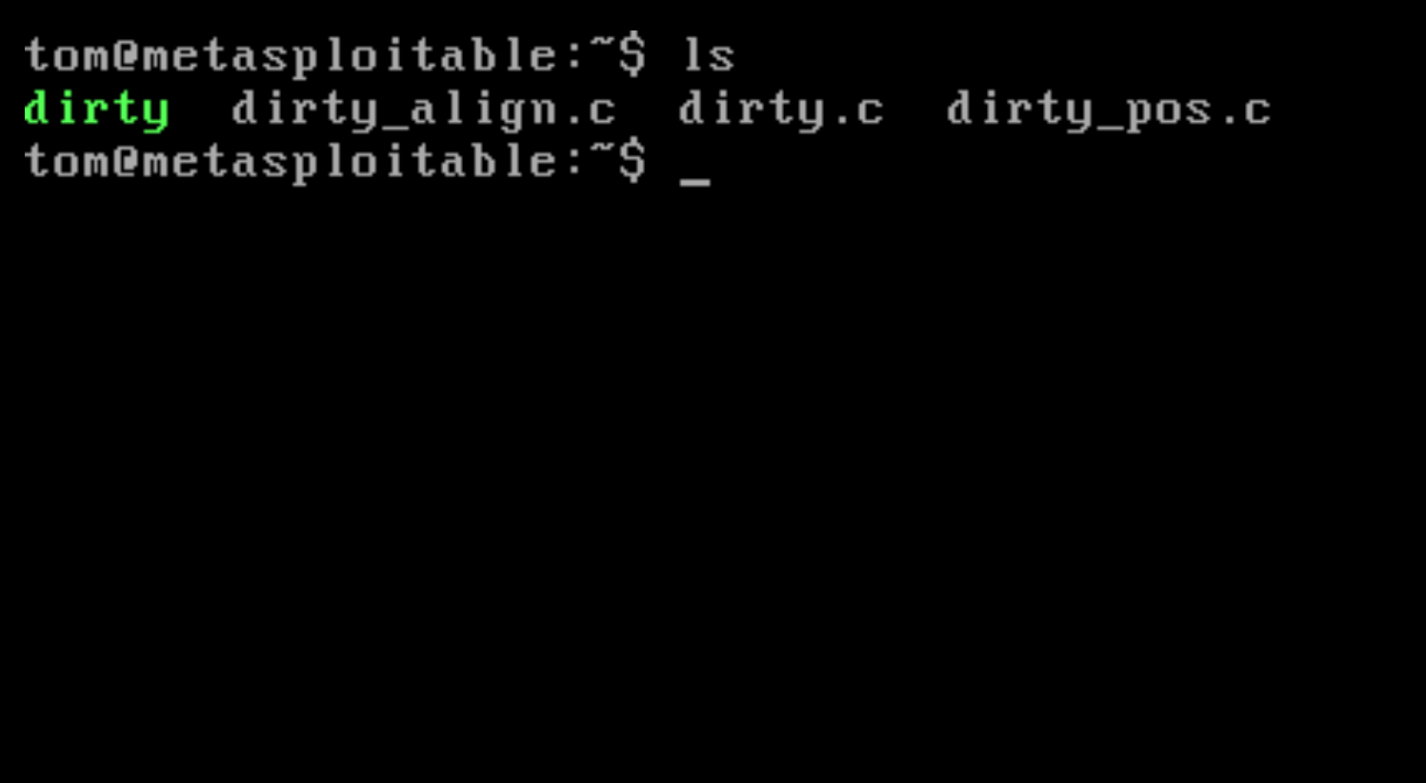 tom@metasploitable:~$ ls
dirty  dirty_align.c  dirty.c  dirty_pos.c
tom@metasploitable:~$ _